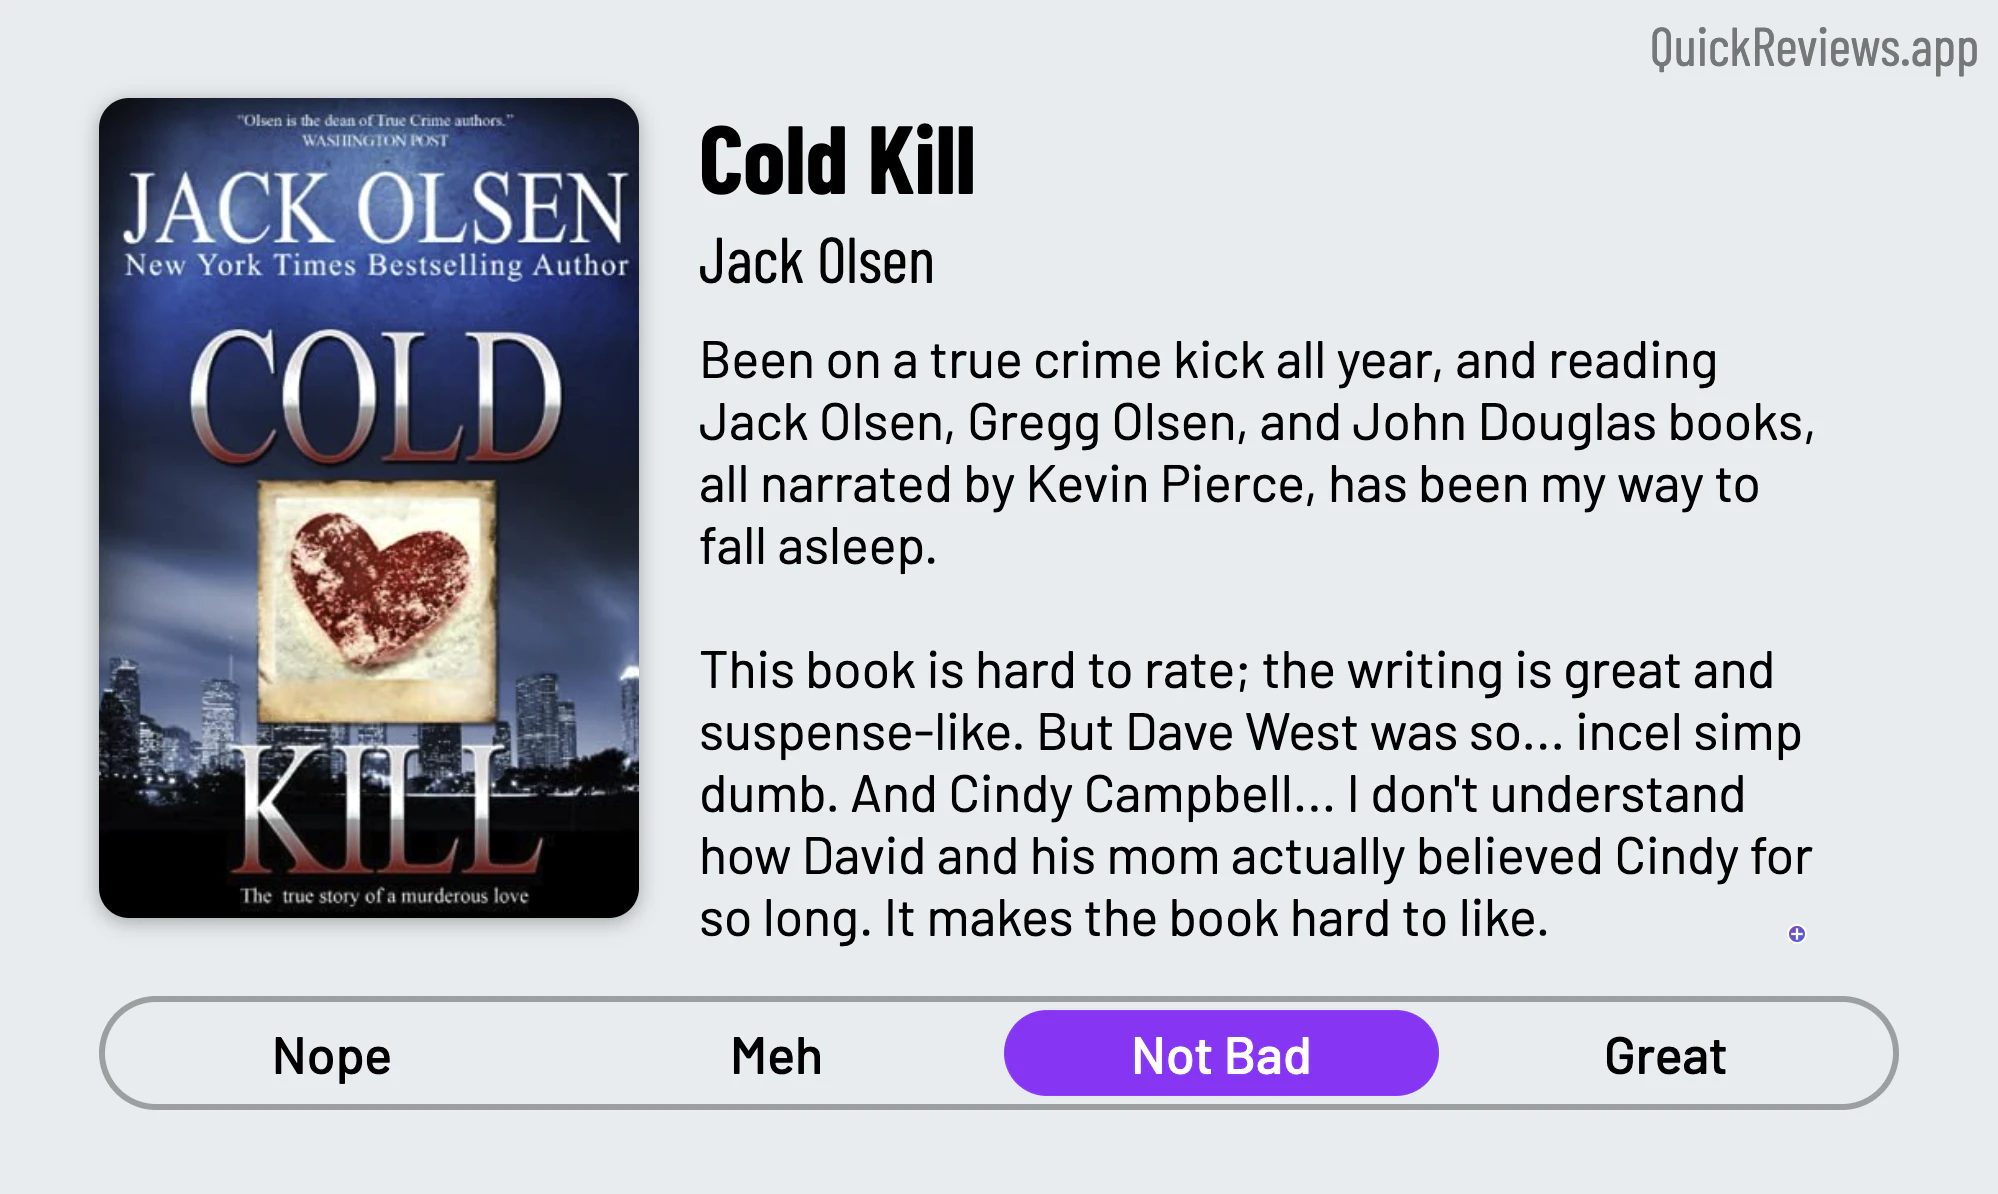 QuickReviews.app
"Olsen is the dean of True Crime authors."
WASHINGTON POST
JACK OLSEN
New York Times Bestselling Author
COLD
KILL
The true story of a murderous love
Cold Kill
Jack Olsen
Been on a true crime kick all year, and reading
Jack Olsen, Gregg Olsen, and John Douglas books,
all narrated by Kevin Pierce, has been my way to
fall asleep.
This book is hard to rate; the writing is great and
suspense-like. But Dave West was so... incel simp
dumb. And Cindy Campbell... I don't understand
how David and his mom actually believed Cindy for
so long. It makes the book hard to like.
Nope
Meh
Not Bad
Great